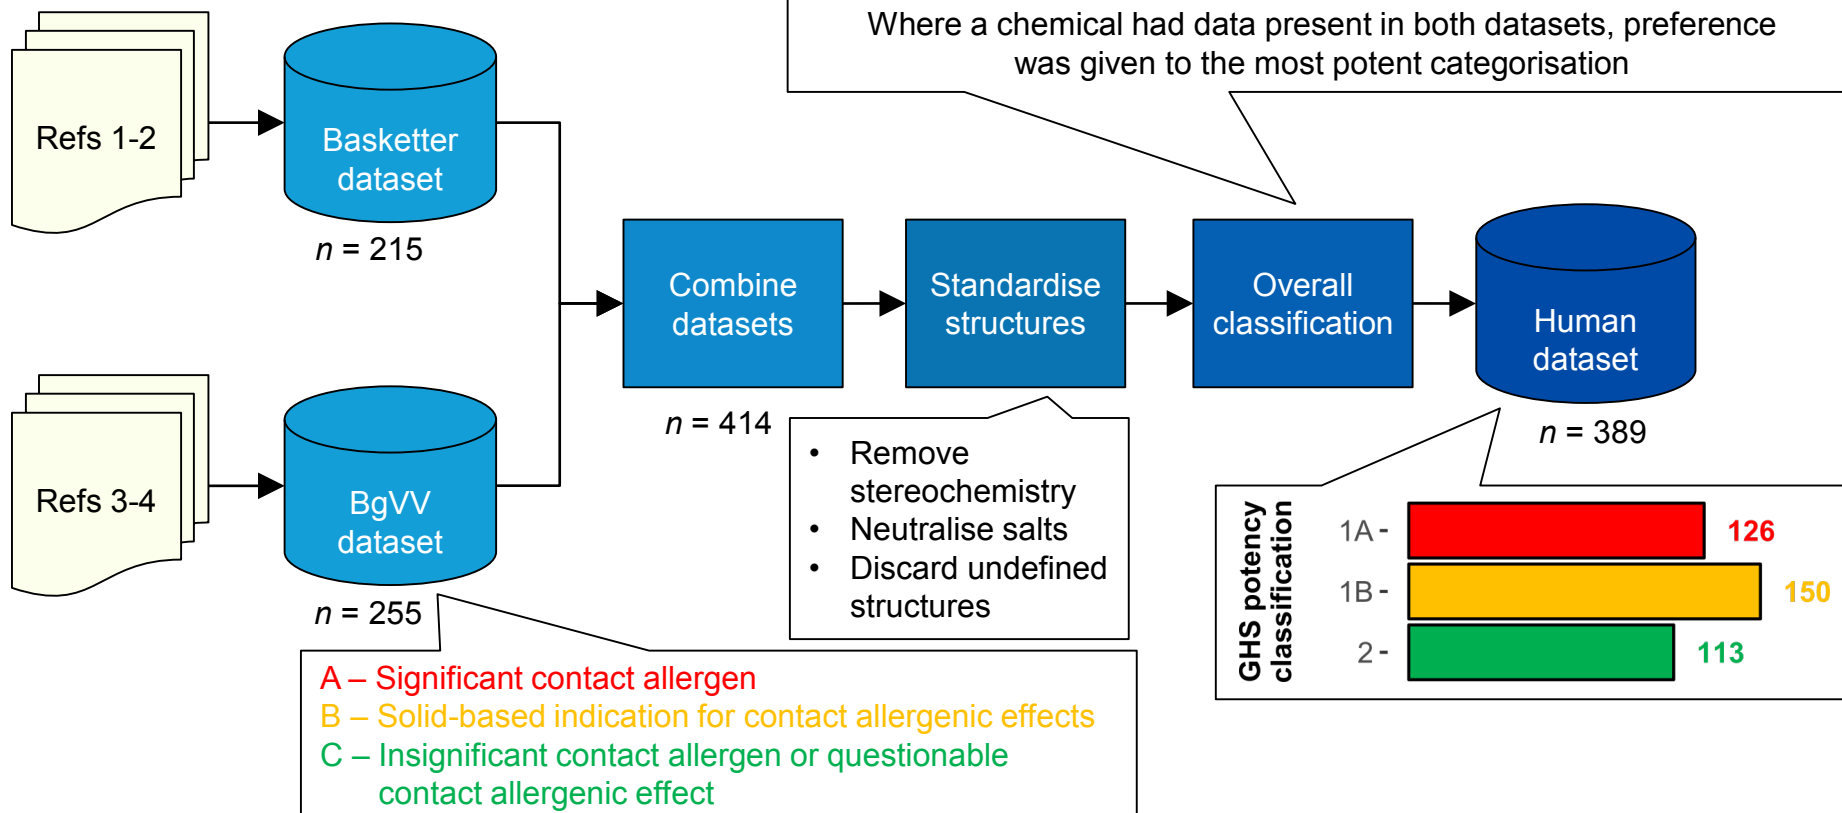 Where a chemical had data present in both datasets, preference
was given to the most potent categorisation
Refs 1-2
Basketter
dataset
n = 215
Refs 3-4
BgVV
dataset
n = 255
A – Significant contact allergen
B – Solid-based indication for contact allergenic effects
C – Insignificant contact allergen or questionable
contact allergenic effect
Combine
datasets
n = 414
Standardise
structures
• Remove
stereochemistry
• Neutralise salts
• Discard undefined
structures
Overall
classification
Human
dataset
n = 389
GHS potency
classification
1A - 126
1B - 150
2 - 113